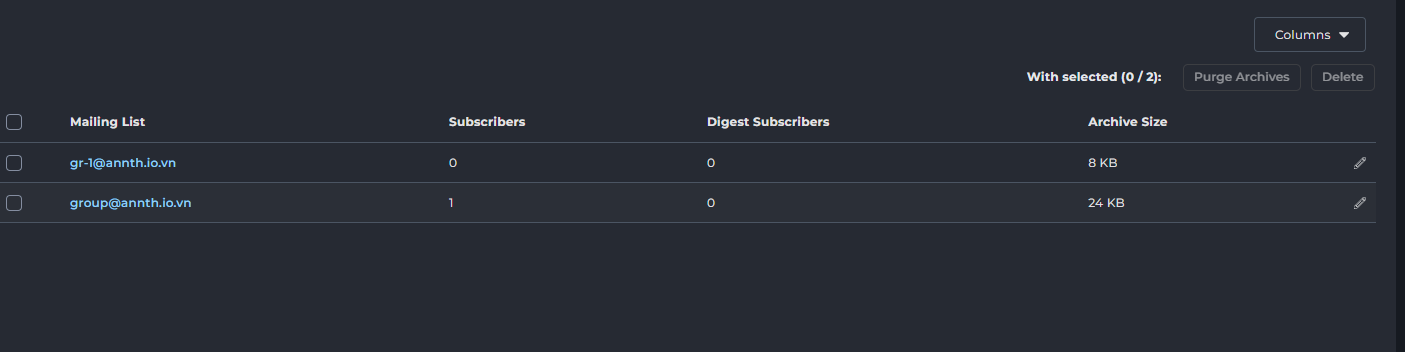 Columns
With selected (0 / 2): Purge Archives Delete
Mailing List Subscribers Digest Subscribers Archive Size
gr-1@annth.io.vn 0 0 8 KB
group@annth.io.vn 1 0 24 KB